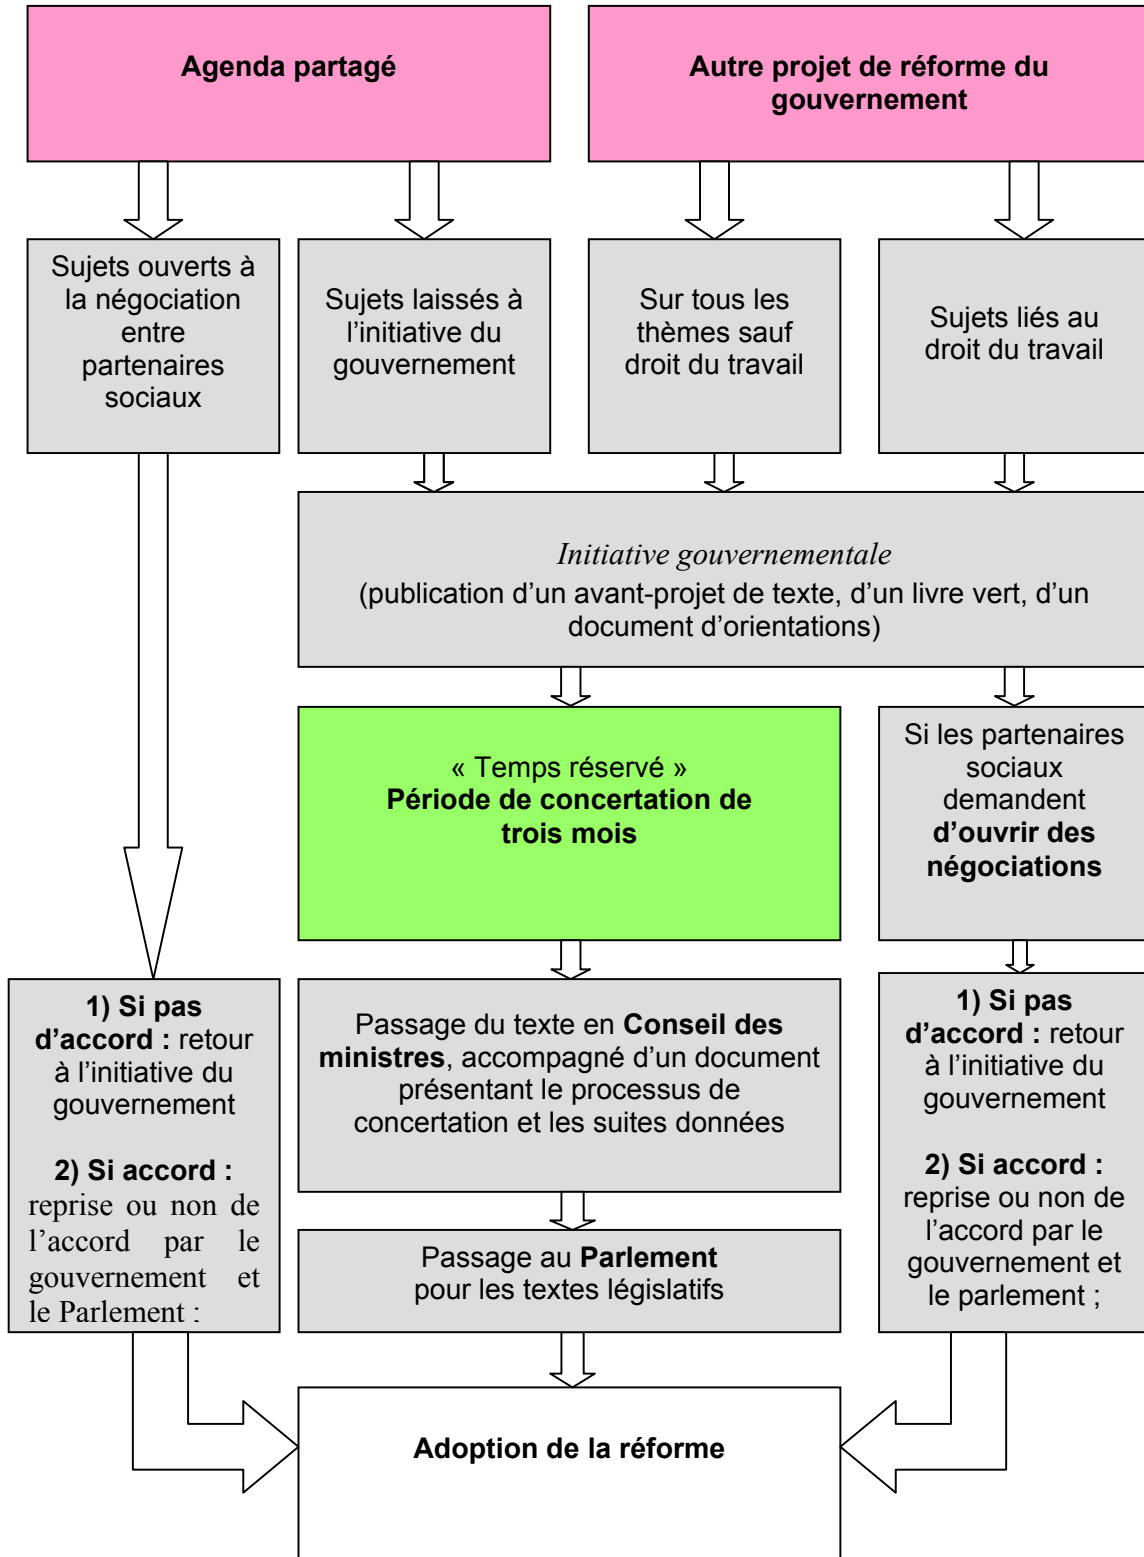 Agenda partagé
Autre projet de réforme du
gouvernement
Sujets ouverts à
la négociation
entre
partenaires
sociaux
Sujets laissés à
l’initiative du
gouvernement
Sur tous les
thèmes sauf
droit du travail
Sujets liés au
droit du travail
Initiative gouvernementale
(publication d’un avant-projet de texte, d’un livre vert, d’un
document d’orientations)
« Temps réservé »
Période de concertation de
trois mois
Si les partenaires
sociaux
demandent
d’ouvrir des
négociations
1) Si pas
d’accord : retour
à l’initiative du
gouvernement
2) Si accord :
reprise ou non de
l’accord par le
gouvernement et
le Parlement ;
Passage du texte en Conseil des
ministres, accompagné d’un document
présentant le processus de
concertation et les suites données
Passage au Parlement
pour les textes législatifs
1) Si pas
d’accord : retour
à l’initiative du
gouvernement
2) Si accord :
reprise ou non de
l’accord par le
gouvernement et
le parlement ;
Adoption de la réforme